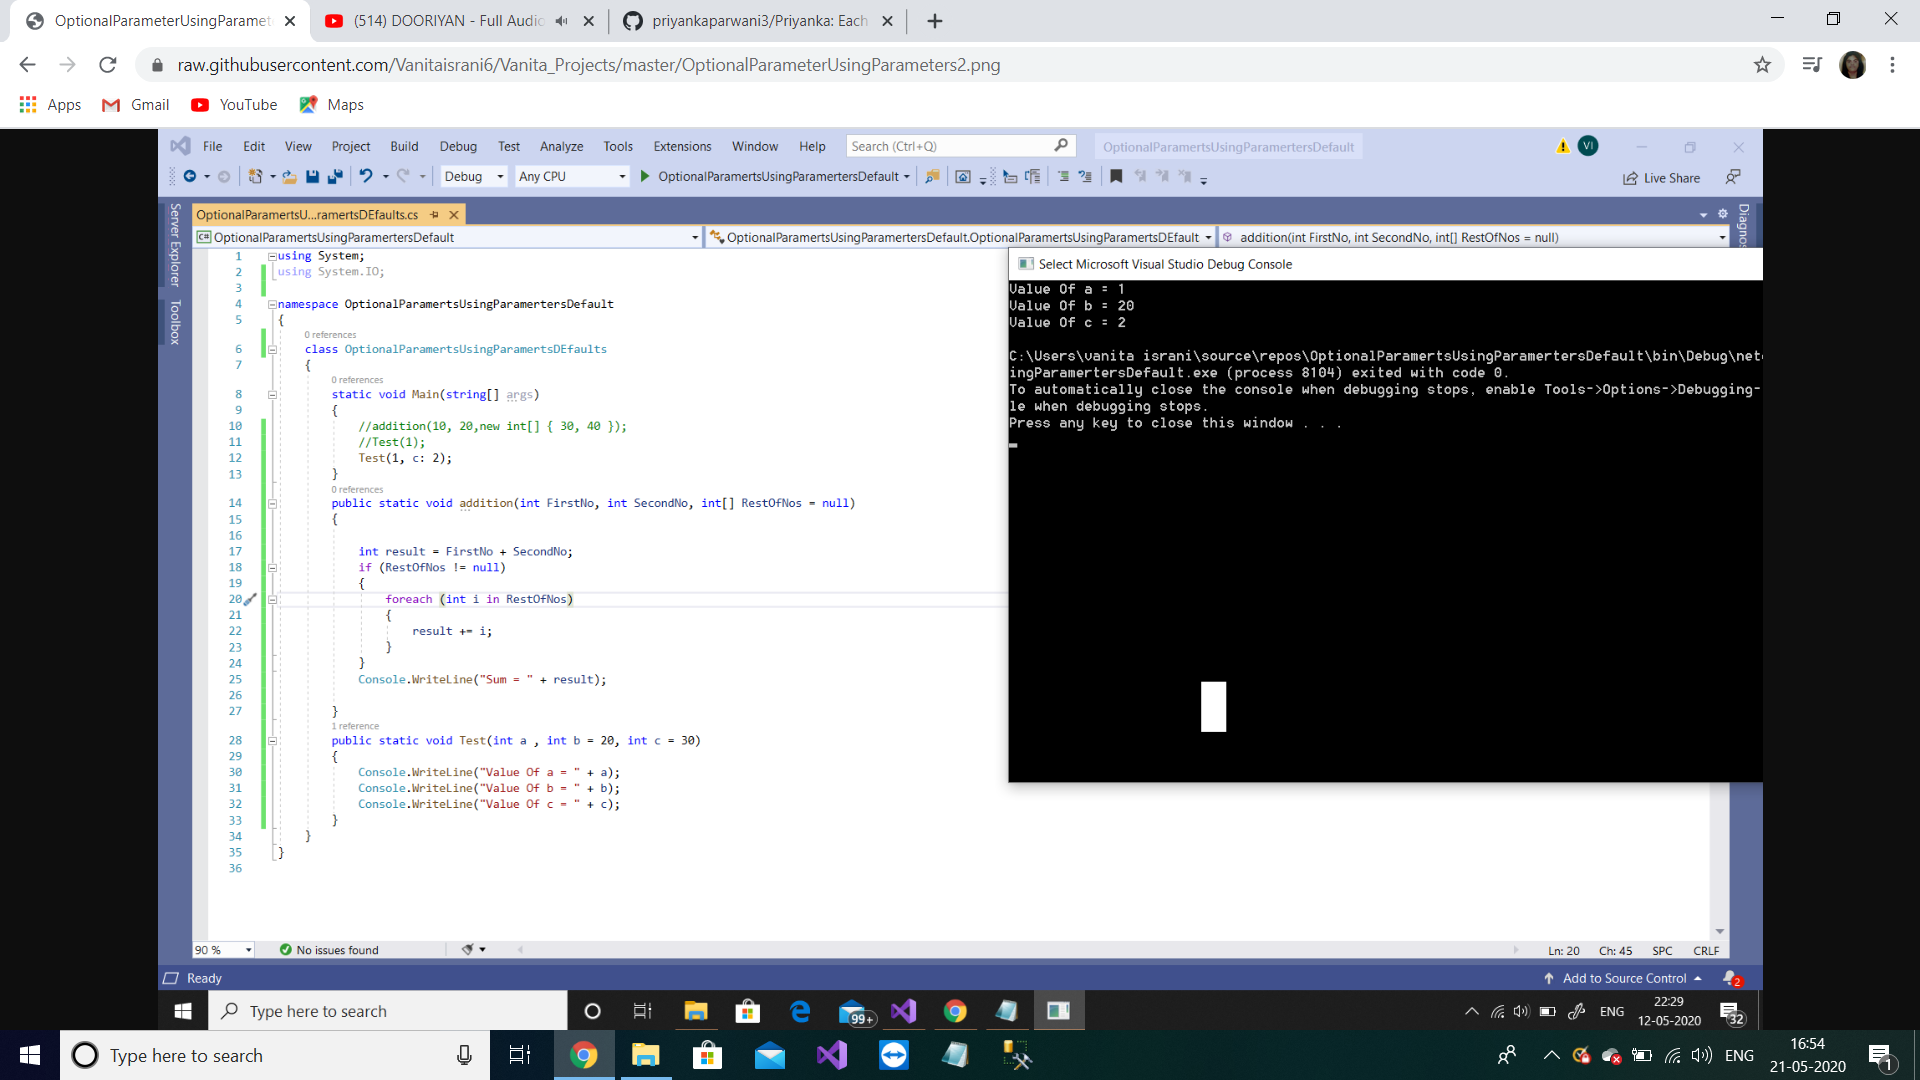 OptionalParameterUsingParamet
(514) DOORIYAN - Full Audio
priyankaparwani3/Priyanka: Each
raw.githubusercontent.com/Vanitaisrani6/Vanita_Projects/master/OptionalParameterUsingParameters2.png
Apps Gmail YouTube Maps
File Edit View Project Build Debug Test Analyze Tools Extensions Window Help Search (Ctrl+Q) OptionalParamertsUsingParamertersDefault VI
Debug Any CPU OptionalParamertsUsingParamertersDefault Live Share
Server Explorer
Toolbox
OptionalParamertsU...ramertsDEfaults.cs
Diagnos
C# OptionalParamertsUsingParamertersDefault OptionalParamertsUsingParamertersDefault.OptionalParamertsUsingParamertsDEfault addition(int FirstNo, int SecondNo, int[] RestOfNos = null)
1 using System;
2 using System.IO;
3
4 namespace OptionalParamertsUsingParamertersDefault
5 {
0 references
6 class OptionalParamertsUsingParamertsDEfaults
7 {
0 references
8 static void Main(string[] args)
9 {
10 //addition(10, 20,new int[] { 30, 40 });
11 //Test(1);
12 Test(1, c: 2);
13 }
0 references
14 public static void addition(int FirstNo, int SecondNo, int[] RestOfNos = null)
15 {
16
17 int result = FirstNo + SecondNo;
18 if (RestOfNos != null)
19 {
20 foreach (int i in RestOfNos)
21 {
22 result += i;
23 }
24 }
25 Console.WriteLine("Sum = " + result);
26
27 }
1 reference
28 public static void Test(int a , int b = 20, int c = 30)
29 {
30 Console.WriteLine("Value Of a = " + a);
31 Console.WriteLine("Value Of b = " + b);
32 Console.WriteLine("Value Of c = " + c);
33 }
34 }
35 }
36
Select Microsoft Visual Studio Debug Console
Value Of a = 1
Value Of b = 20
Value Of c = 2
C:\Users\vanita israni\source\repos\OptionalParamertsUsingParamertersDefault\bin\Debug\net
ingParamertersDefault.exe (process 8104) exited with code 0.
To automatically close the console when debugging stops, enable Tools->Options->Debugging-
le when debugging stops.
Press any key to close this window . . .
90 % No issues found Ln: 20 Ch: 45 SPC CRLF
Ready Add to Source Control 2
Type here to search 99+ ENG 22:29 32
12-05-2020
Type here to search ENG 16:54 1
21-05-2020